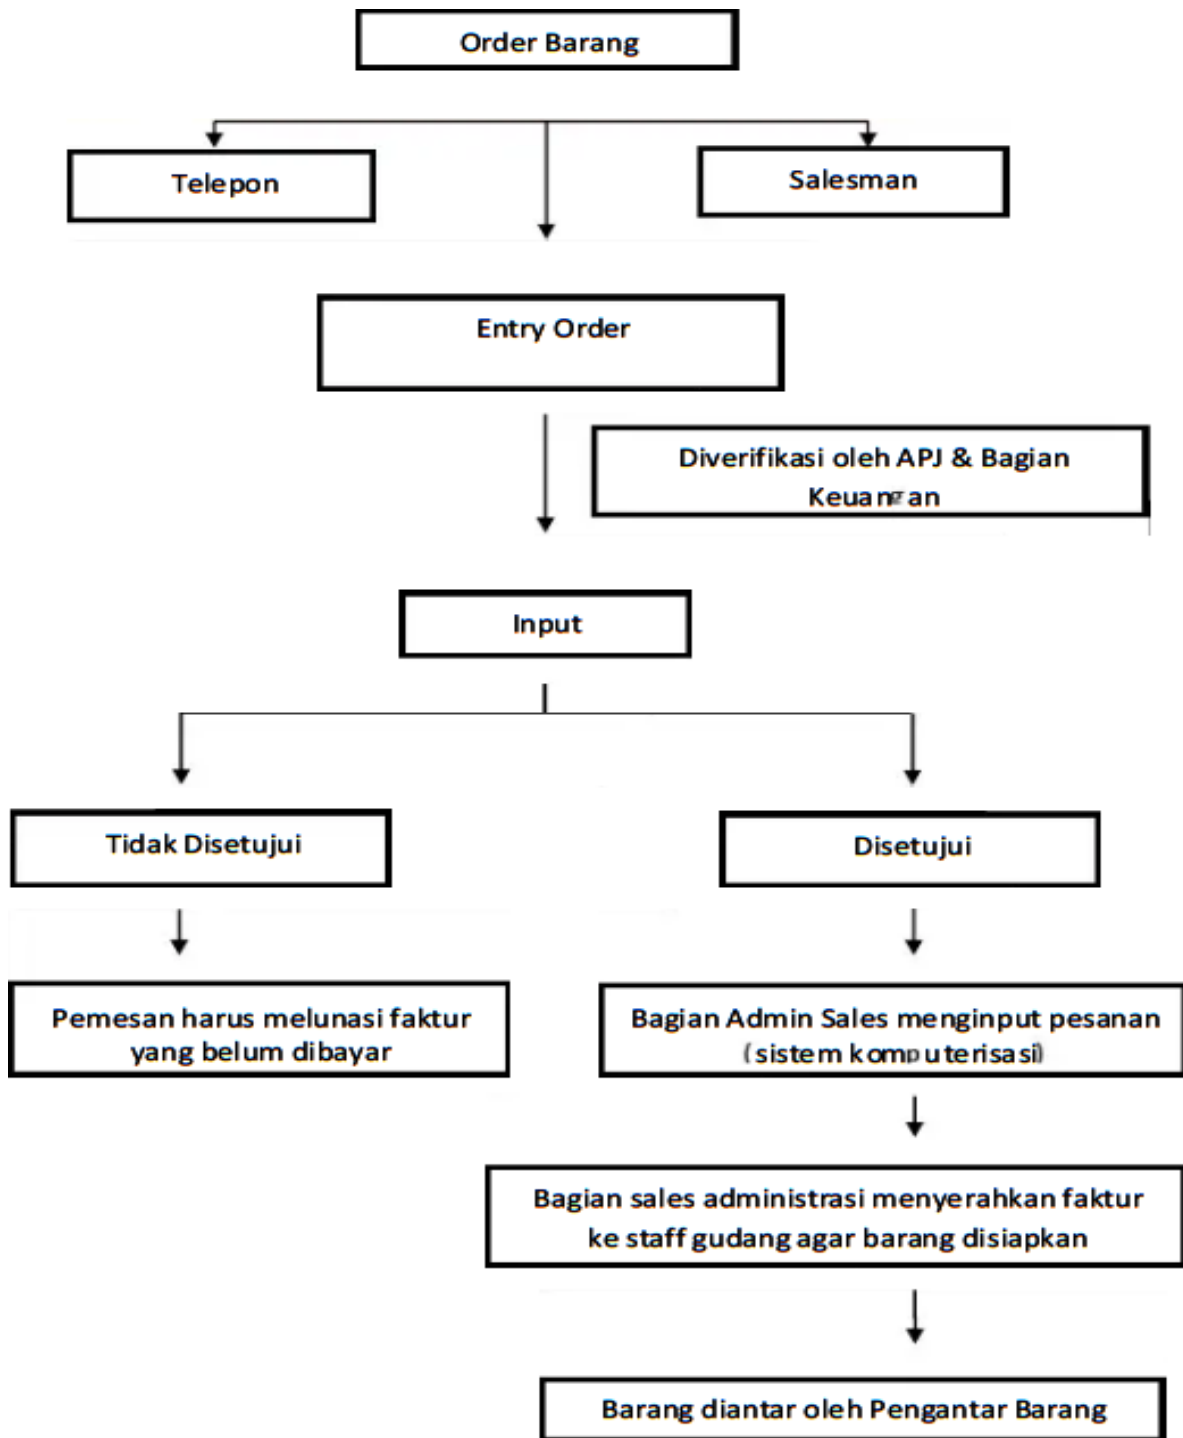 Order Barang
Telepon
Salesman
Entry Order
Diverifikasi oleh APJ & Bagian
Keuangan
Input
Tidak Disetujui
Disetujui
Pemesan harus melunasi faktur
yang belum dibayar
Bagian Admin Sales menginput pesanan
(sistem komputerisasi)
Bagian sales administrasi menyerahkan faktur
ke staff gudang agar barang disiapkan
Barang diantar oleh Pengantar Barang